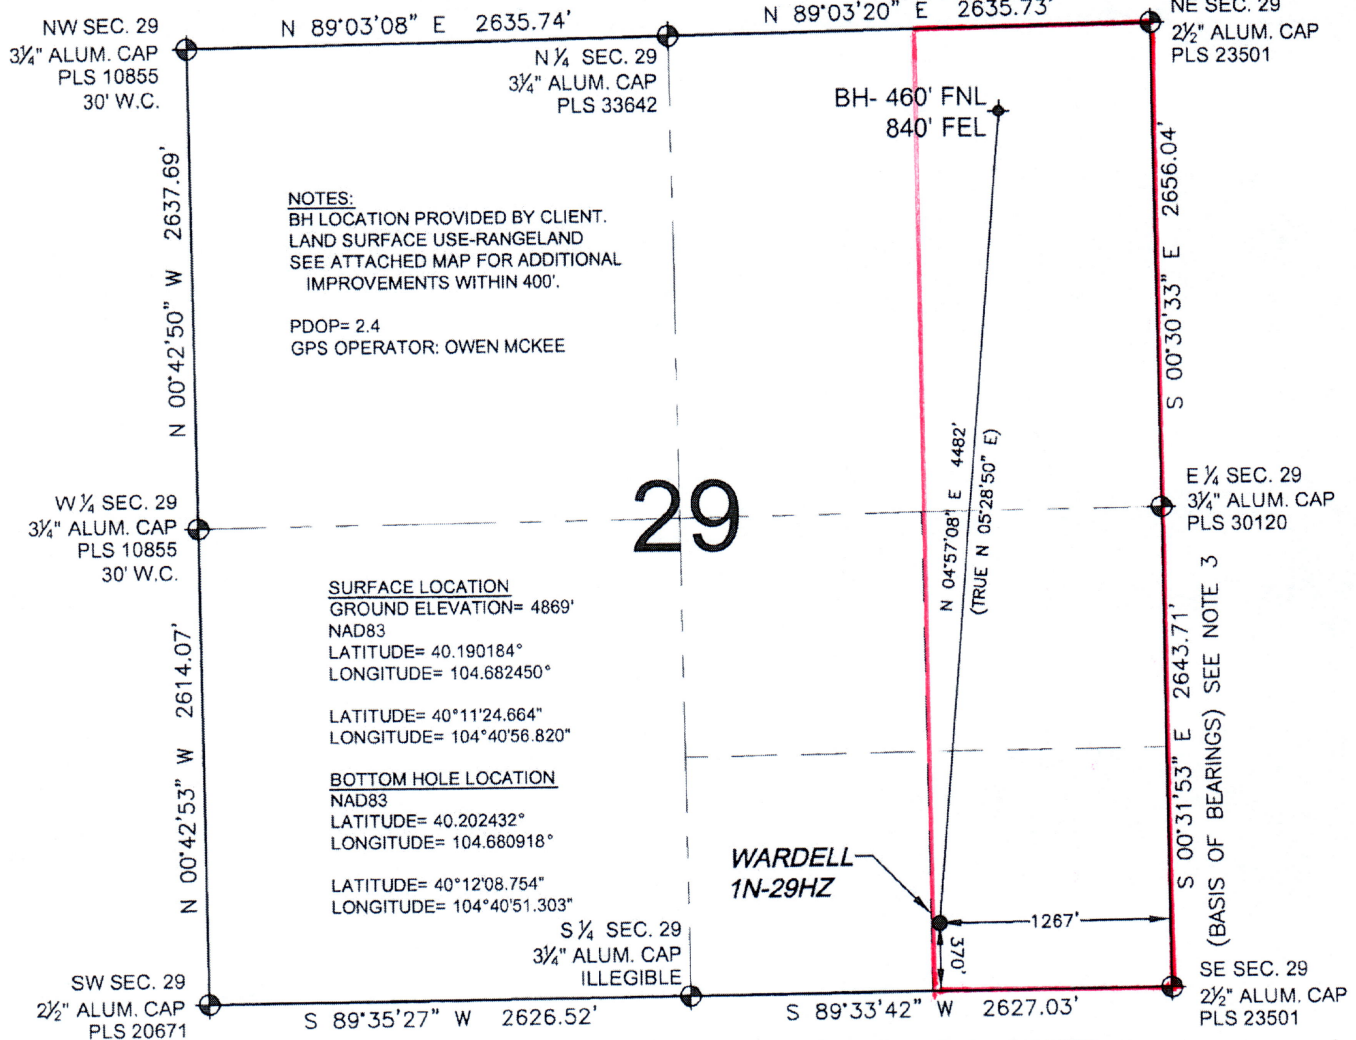 N 89°03'08" E 2635.74'
N 89°03'20" E 2635.73'
NW SEC. 29
3¼" ALUM. CAP
PLS 10855
30' W.C.
N ¼ SEC. 29
3¼" ALUM. CAP
PLS 33642
NE SEC. 29
2½" ALUM. CAP
PLS 23501
BH- 460' FNL
840' FEL
N 00°42'50" W 2637.69'
NOTES:
BH LOCATION PROVIDED BY CLIENT.
LAND SURFACE USE-RANGELAND
SEE ATTACHED MAP FOR ADDITIONAL
IMPROVEMENTS WITHIN 400'.
PDOP= 2.4
GPS OPERATOR: OWEN MCKEE
S 00°30'33" E 2656.04'
N 04°57'08" E 4482'
(TRUE N 05°28'50" E)
29
W ¼ SEC. 29
3¼" ALUM. CAP
PLS 10855
30' W.C.
E ¼ SEC. 29
3¼" ALUM. CAP
PLS 30120
N 00°42'53" W 2614.07'
SURFACE LOCATION
GROUND ELEVATION= 4869'
NAD83
LATITUDE= 40.190184°
LONGITUDE= 104.682450°
LATITUDE= 40°11'24.664"
LONGITUDE= 104°40'56.820"
BOTTOM HOLE LOCATION
NAD83
LATITUDE= 40.202432°
LONGITUDE= 104.680918°
LATITUDE= 40°12'08.754"
LONGITUDE= 104°40'51.303"
S 00°31'53" E 2643.71'
(BASIS OF BEARINGS) SEE NOTE 3
WARDELL
1N-29HZ
1267'
370'
SW SEC. 29
2½" ALUM. CAP
PLS 20671
S ¼ SEC. 29
3¼" ALUM. CAP
ILLEGIBLE
SE SEC. 29
2½" ALUM. CAP
PLS 23501
S 89°35'27" W 2626.52'
S 89°33'42" W 2627.03'